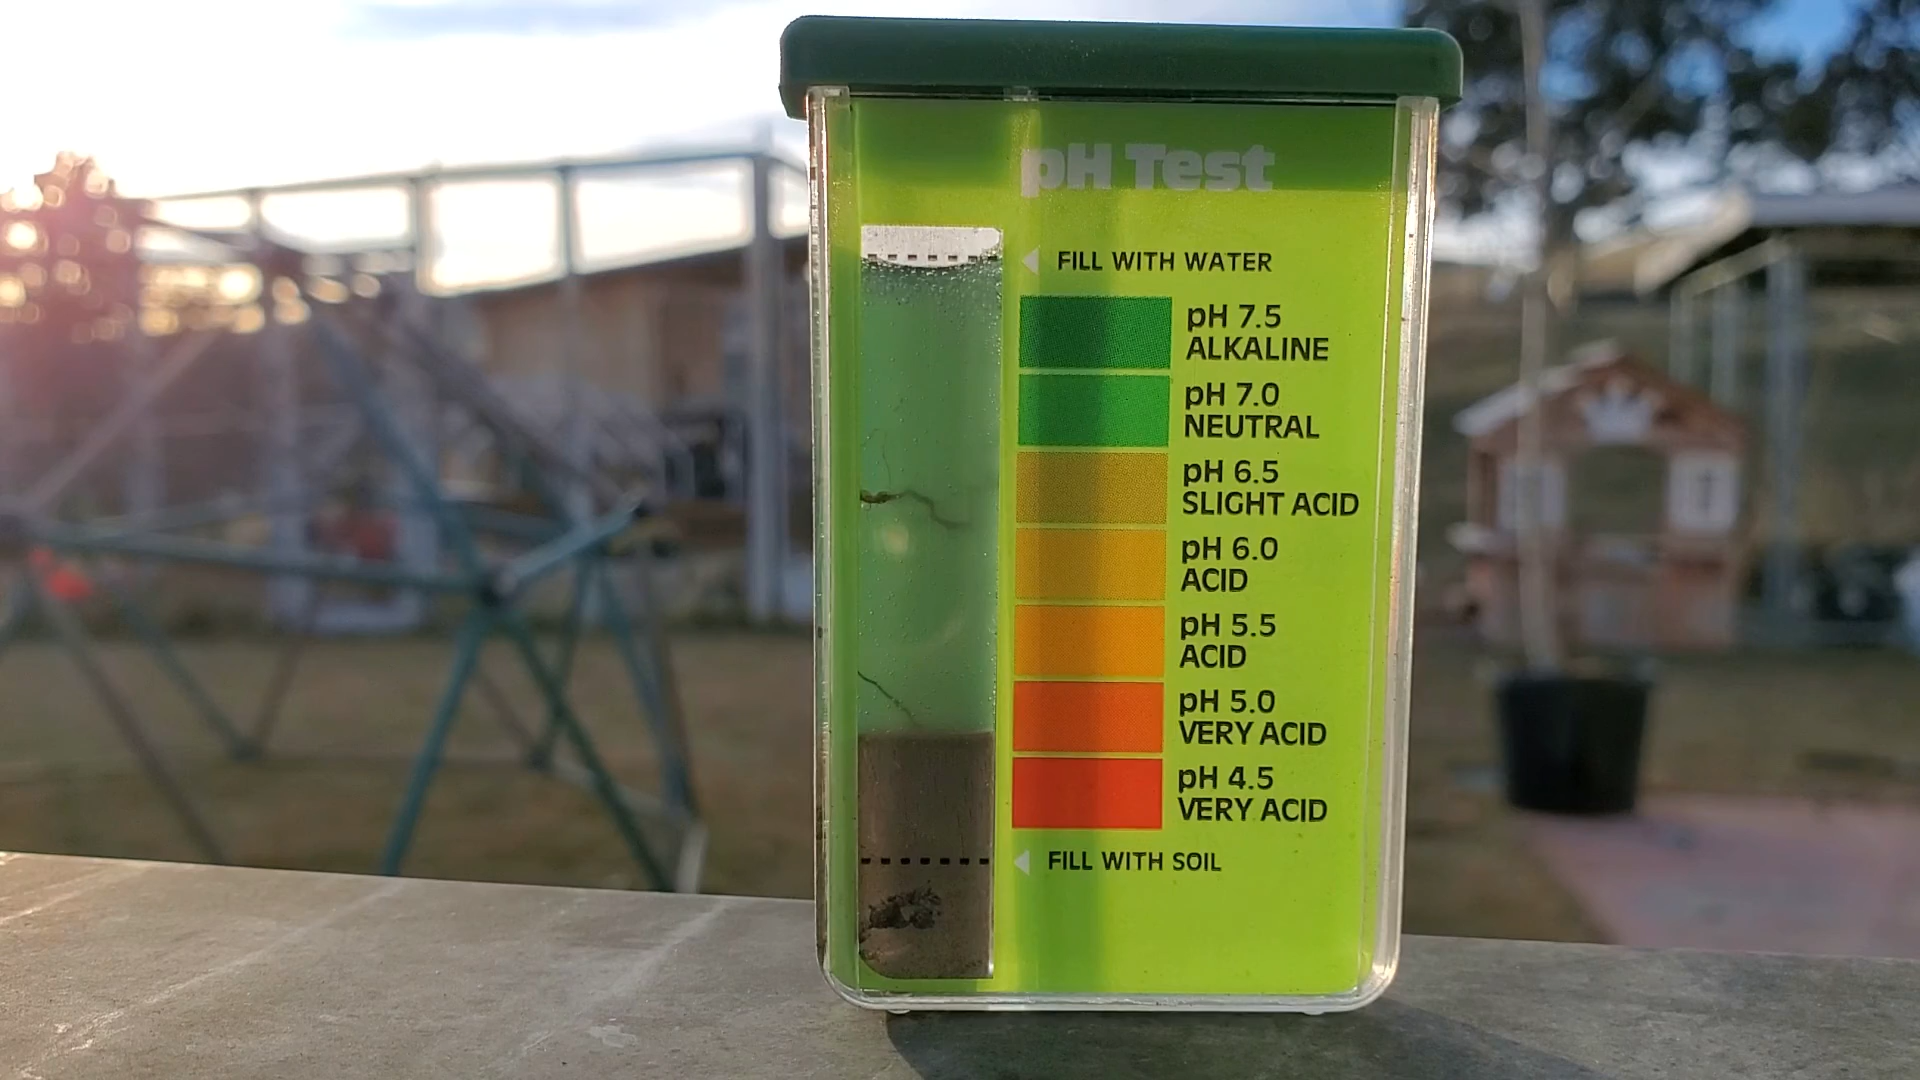 pH Test
FILL WITH WATER
pH 7.5
ALKALINE
pH 7.0
NEUTRAL
pH 6.5
SLIGHT ACID
pH 6.0
ACID
pH 5.5
ACID
pH 5.0
VERY ACID
pH 4.5
VERY ACID
FILL WITH SOIL